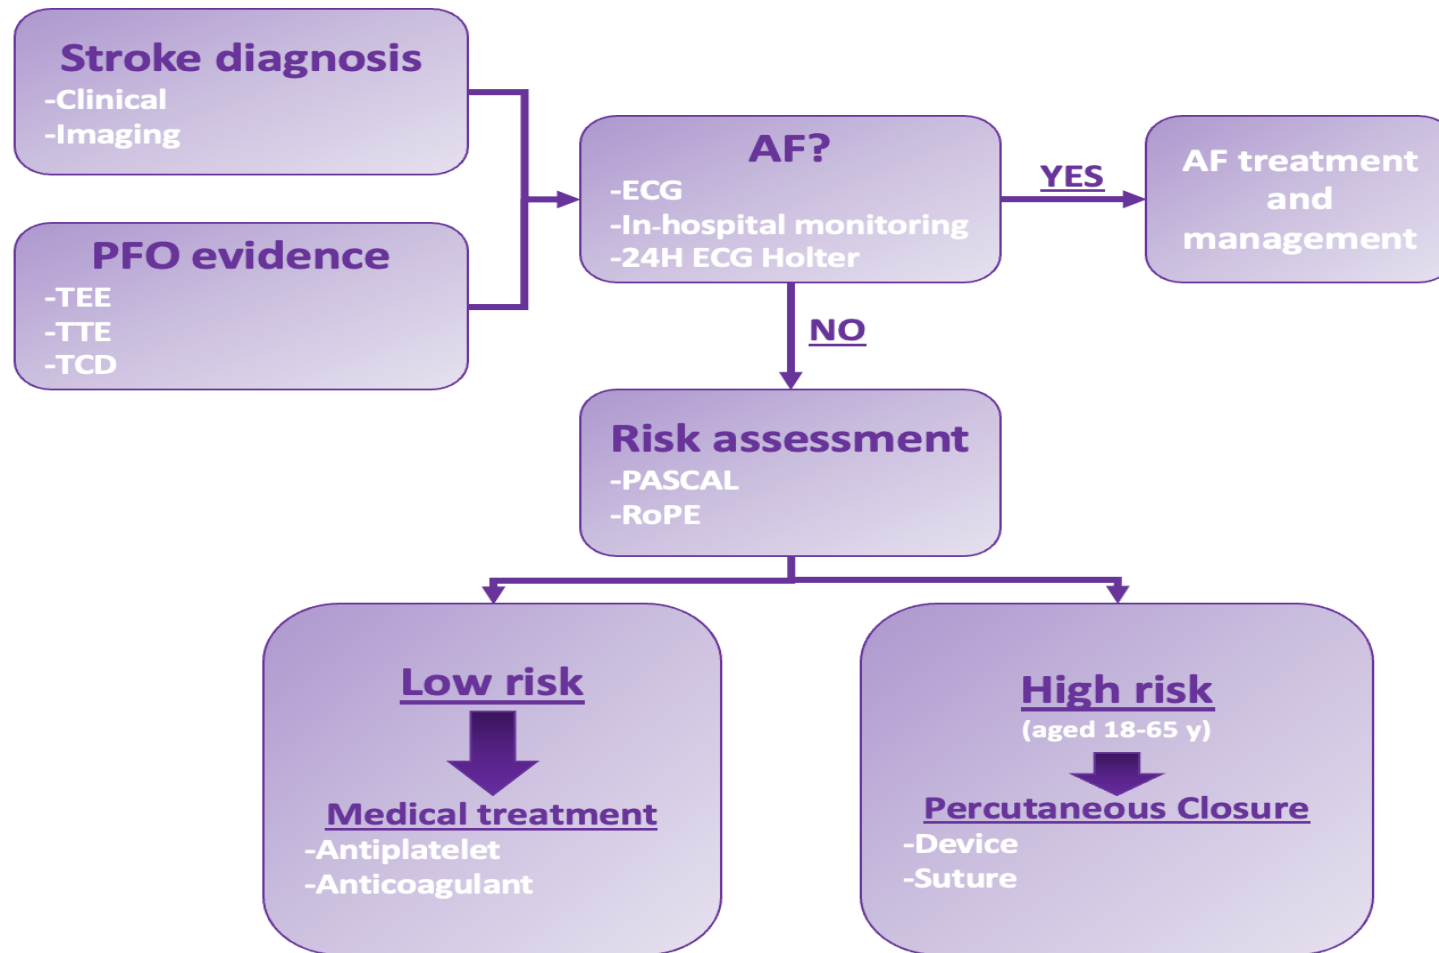 Stroke diagnosis
-Clinical
-Imaging
PFO evidence
-TEE
-TTE
-TCD
AF?
-ECG
-In-hospital monitoring
-24H ECG Holter
YES
AF treatment
and
management
NO
Risk assessment
-PASCAL
-RoPE
Low risk
Medical treatment
-Antiplatelet
-Anticoagulant
High risk
(aged 18-65 y)
Percutaneous Closure
-Device
-Suture